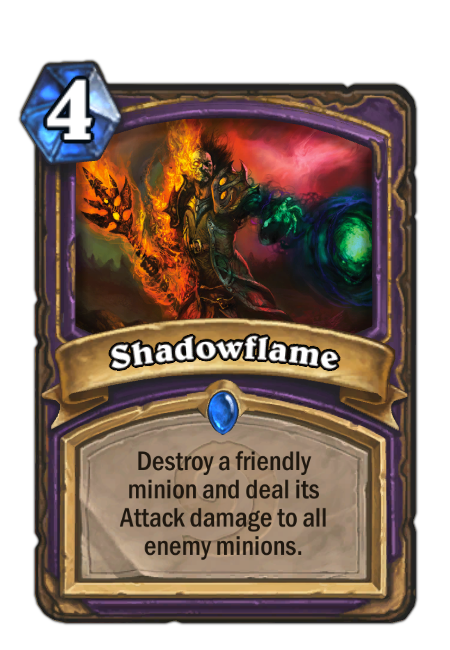 4
Shadowflame
Destroy a friendly
minion and deal its
Attack damage to all
enemy minions.